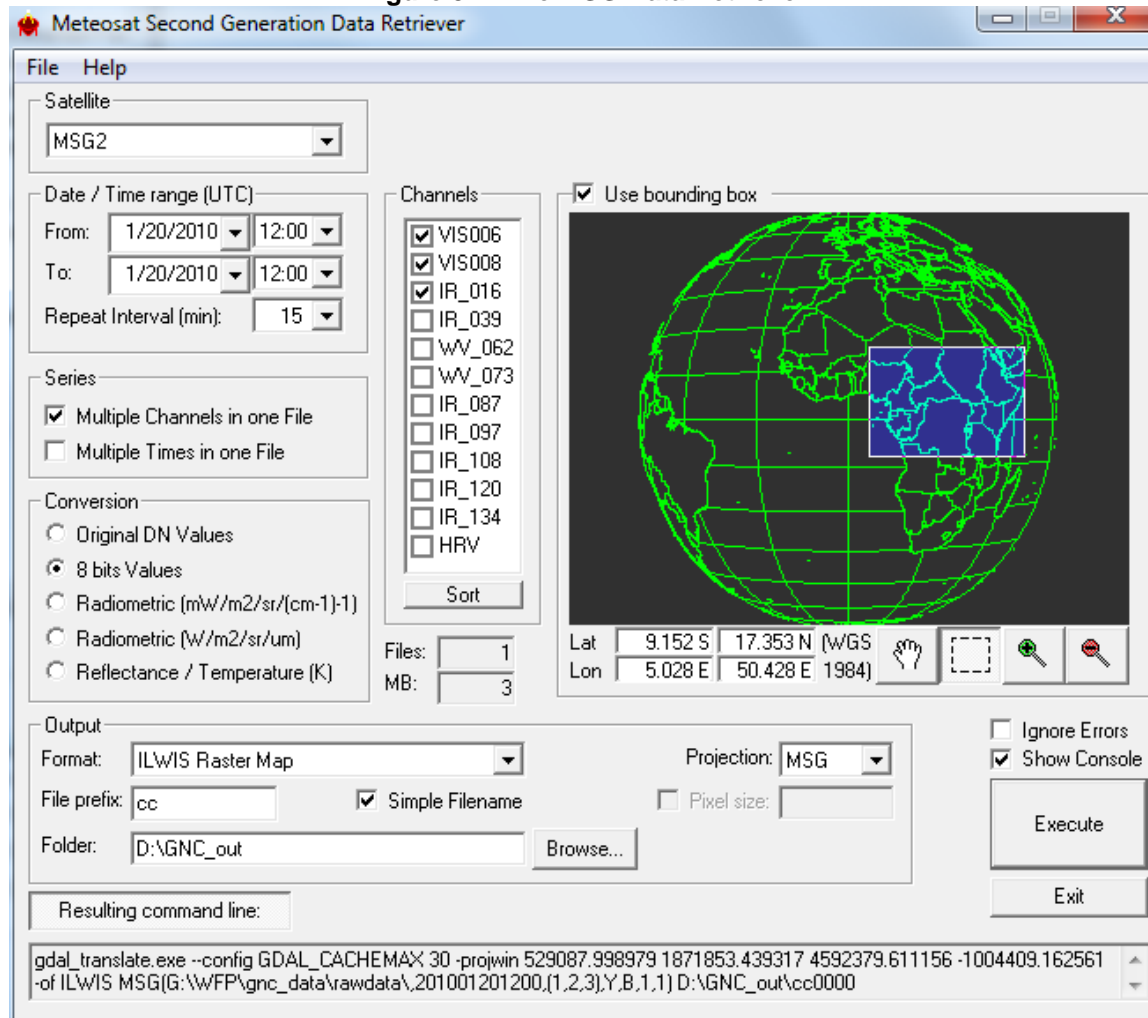 Meteosat Second Generation Data Retriever
File Help
Satellite
MSG2
Date / Time range (UTC)
From: 1/20/2010 12:00
To: 1/20/2010 12:00
Repeat Interval (min): 15
Series
Multiple Channels in one File
Multiple Times in one File
Conversion
Original DN Values
8 bits Values
Radiometric (mW/m2/sr/(cm-1)-1)
Radiometric (W/m2/sr/um)
Reflectance / Temperature (K)
Channels
VIS006
VIS008
IR_016
IR_039
WV_062
WV_073
IR_087
IR_097
IR_108
IR_120
IR_134
HRV
Sort
Files: 1
MB: 3
Use bounding box
Lat 9.152 S 17.353 N (WGS
Lon 5.028 E 50.428 E 1984)
Output
Format: ILWIS Raster Map
Projection: MSG
File prefix: cc
Simple Filename
Pixel size:
Folder: D:\GNC_out
Browse...
Ignore Errors
Show Console
Execute
Exit
Resulting command line:
gdal_translate.exe --config GDAL_CACHEMAX 30 -projwin 529087.998979 1871853.439317 4592379.611156 -1004409.162561
-of ILWIS MSG(G:\WFP\gnc_data\rawdata\,201001201200,(1,2,3),Y,B,1,1) D:\GNC_out\cc0000